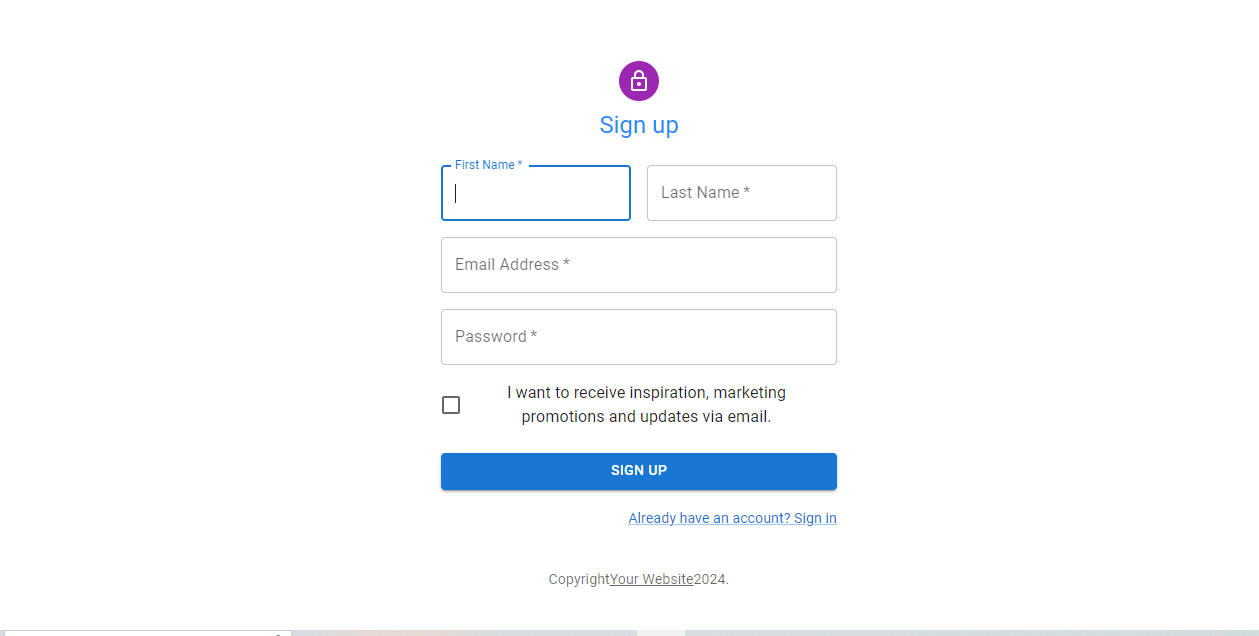 Sign up
First Name *
Last Name *
Email Address *
Password *
I want to receive inspiration, marketing
promotions and updates via email.
SIGN UP
Already have an account? Sign in
CopyrightYour Website2024.